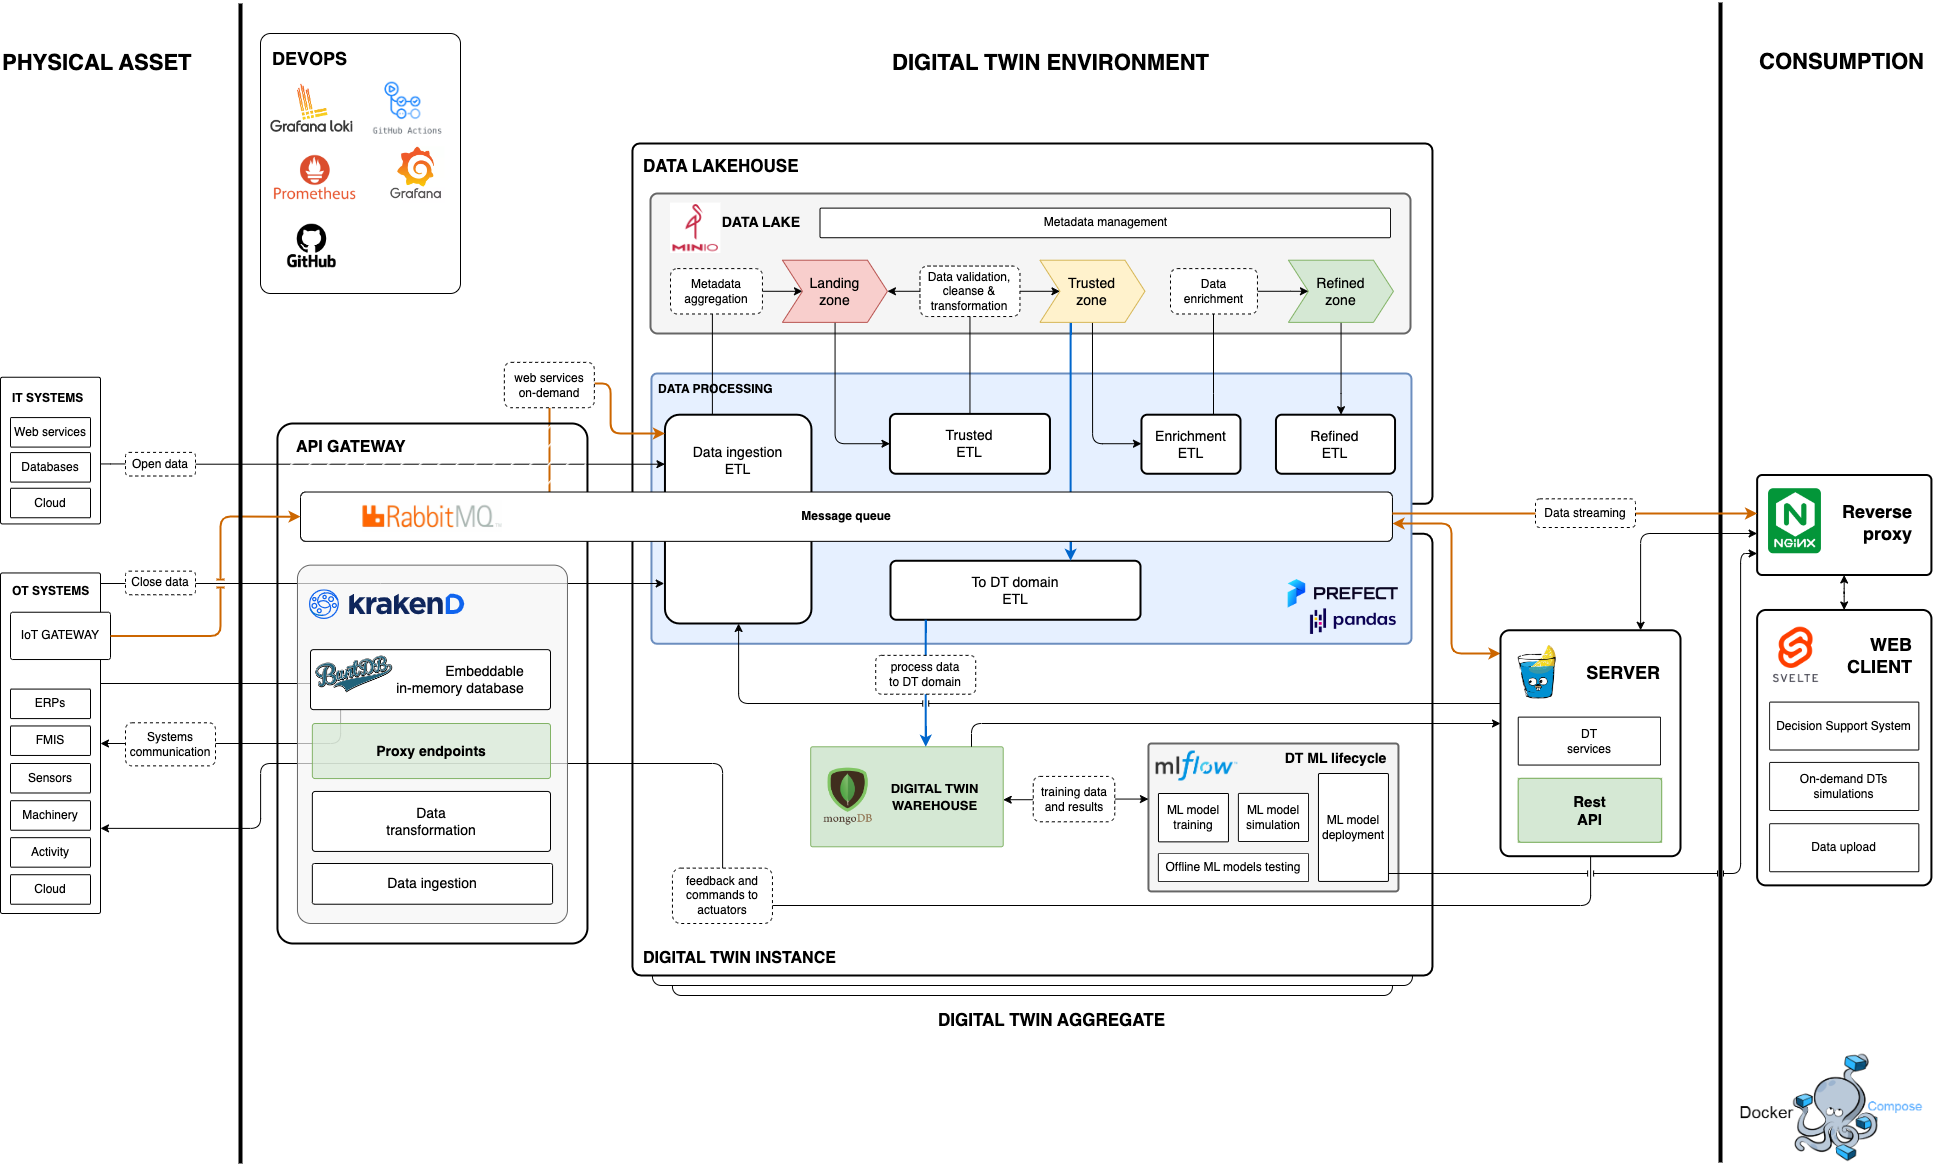 PHYSICAL ASSET
DIGITAL TWIN ENVIRONMENT
CONSUMPTION
DEVOPS
Grafana loki
GitHub Actions
Prometheus
Grafana
GitHub
DATA LAKEHOUSE
MINIO
DATA LAKE
Metadata management
Metadata
aggregation
Landing
zone
Data validation,
cleanse &
transformation
Trusted
zone
Data
enrichment
Refined
zone
web services
on-demand
DATA PROCESSING
Data ingestion
ETL
Trusted
ETL
Enrichment
ETL
Refined
ETL
IT SYSTEMS
Web services
Databases
Cloud
Open data
API GATEWAY
RabbitMQ
Message queue
Data streaming
NGINX
Reverse
proxy
Close data
OT SYSTEMS
IoT GATEWAY
ERPs
FMIS
Sensors
Machinery
Activity
Cloud
Systems
communication
krakenD
BuntDB
Embeddable
in-memory database
Proxy endpoints
Data
transformation
Data ingestion
To DT domain
ETL
PREFECT
pandas
process data
to DT domain
mongoDB
DIGITAL TWIN
WAREHOUSE
training data
and results
mlflow
DT ML lifecycle
ML model
training
ML model
simulation
ML model
deployment
Offline ML models testing
feedback and
commands to
actuators
SERVER
DT
services
Rest
API
SVELTE
WEB
CLIENT
Decision Support System
On-demand DTs
simulations
Data upload
DIGITAL TWIN INSTANCE
DIGITAL TWIN AGGREGATE
Docker Compose